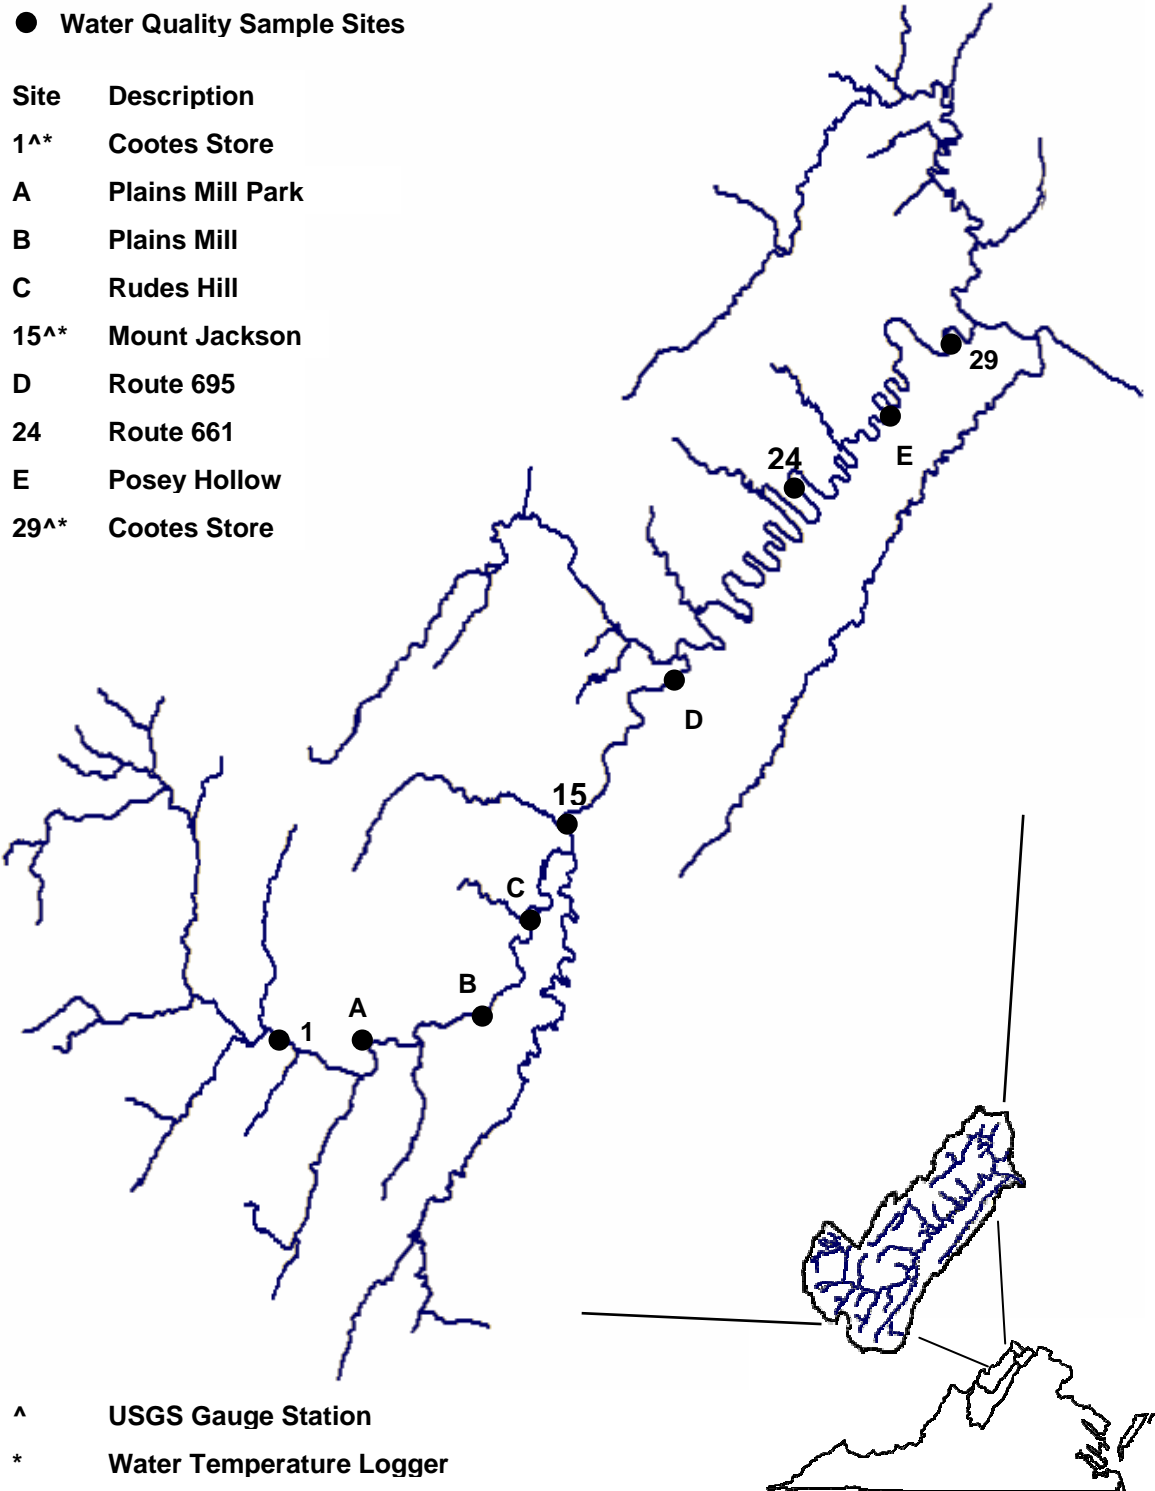 ● Water Quality Sample Sites
Site Description
1^* Cootes Store
A Plains Mill Park
B Plains Mill
C Rudes Hill
15^* Mount Jackson
D Route 695
24 Route 661
E Posey Hollow
29^* Cootes Store
29
E
24
D
15
C
B
A
1
^ USGS Gauge Station
* Water Temperature Logger